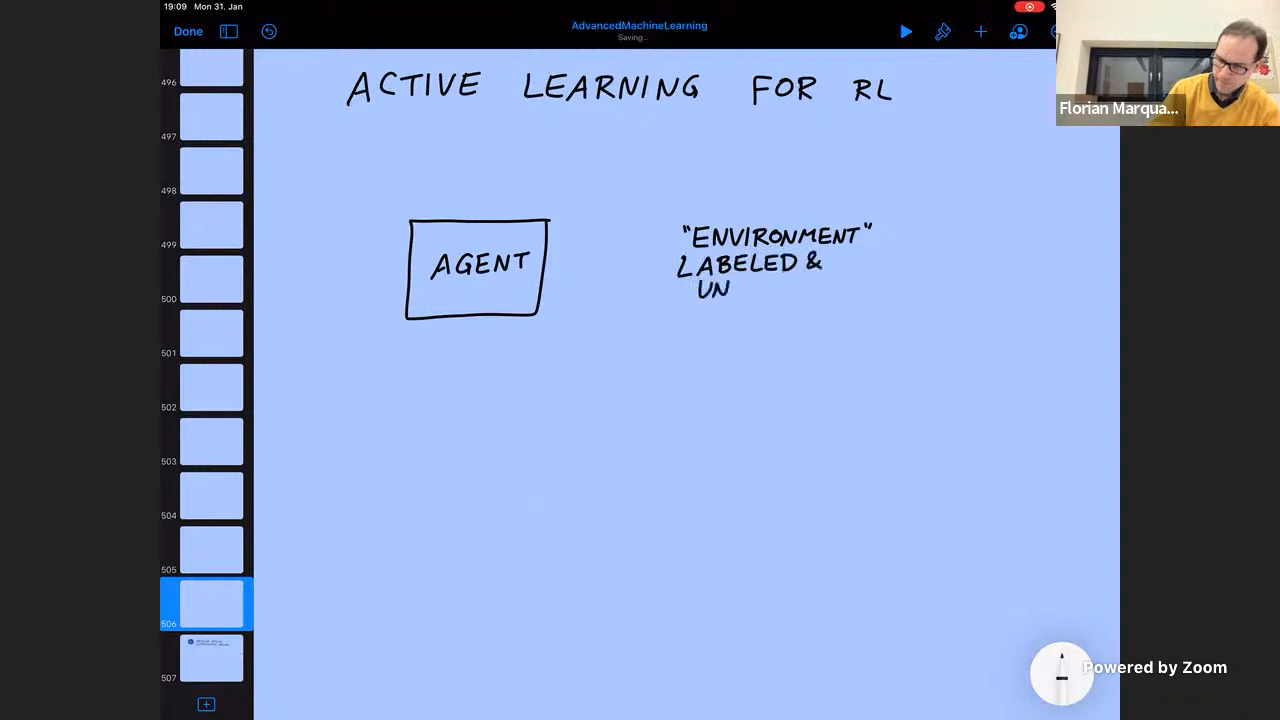 19:09 Mon 31. Jan
Done
AdvancedMachineLearning
Saving...
ACTIVE LEARNING FOR RL
Florian Marqua...
AGENT
"ENVIRONMENT"
LABELED &
UN
496
497
498
499
500
501
502
503
504
505
506
507
Powered by Zoom